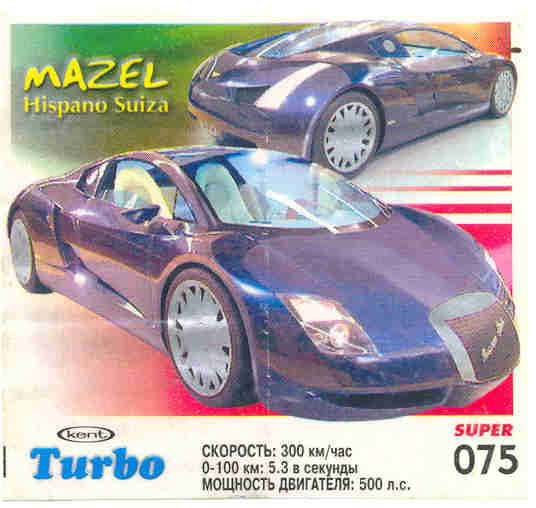 MAZEL
Hispano Suiza
kent
Turbo
СКОРОСТЬ: 300 км/час
0-100 км: 5.3 в секунды
МОЩНОСТЬ ДВИГАТЕЛЯ: 500 л.с.
SUPER
075